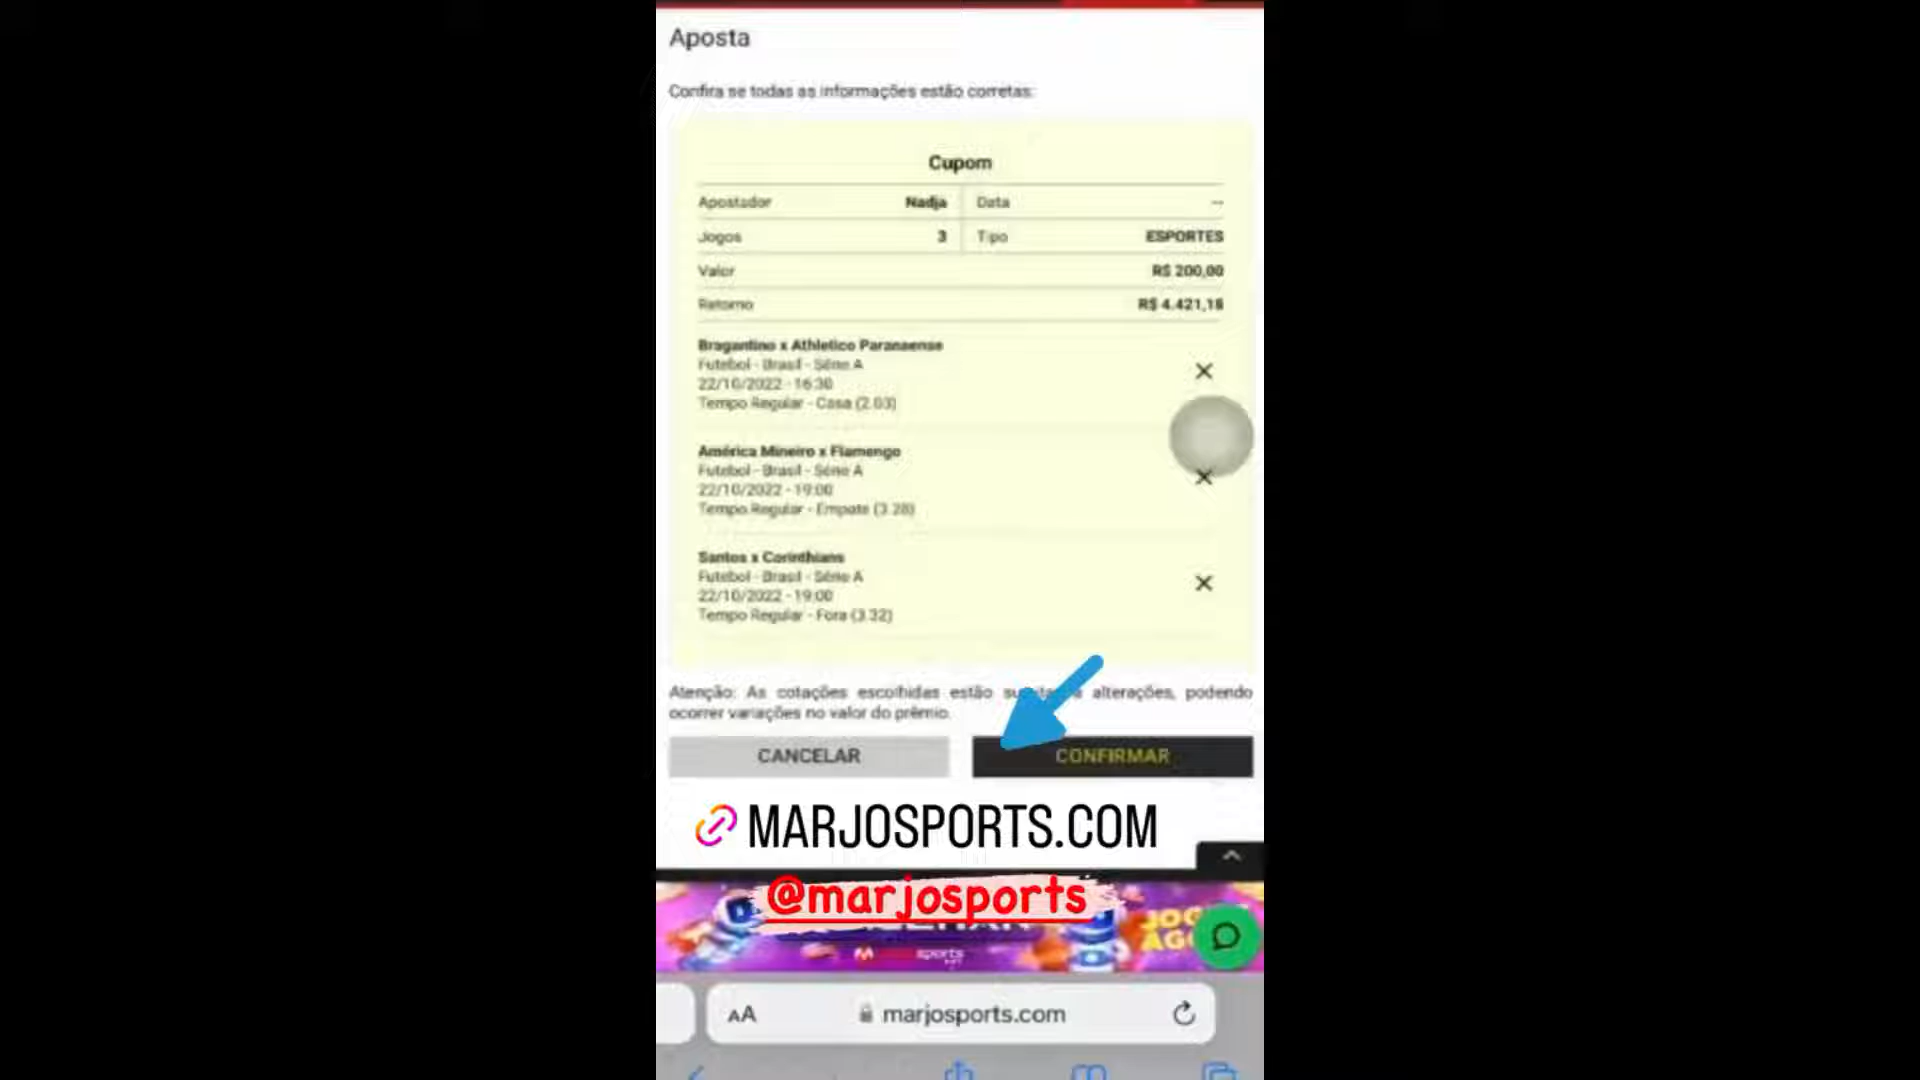 Aposta
Confira se todas as informações estão corretas:
Cupom
Apostador Nadja Data --
Jogos 3 Tipo ESPORTES
Valor R$ 200,00
Retorno R$ 4.421,18
Bragantino x Athletico Paranaense
Futebol - Brasil - Série A
22/10/2022 - 16:30
Tempo Regular - Casa (2.03)
América Mineiro x Flamengo
Futebol - Brasil - Série A
22/10/2022 - 19:00
Tempo Regular - Empate (3.28)
Santos x Corinthians
Futebol - Brasil - Série A
22/10/2022 - 19:00
Tempo Regular - Fora (3.32)
Atenção: As cotações escolhidas estão alterações, podendo
ocorrer variações no valor do prêmio.
CANCELAR CONFIRMAR
MARJOSPORTS.COM
@marjosports
sports
AA marjosports.com